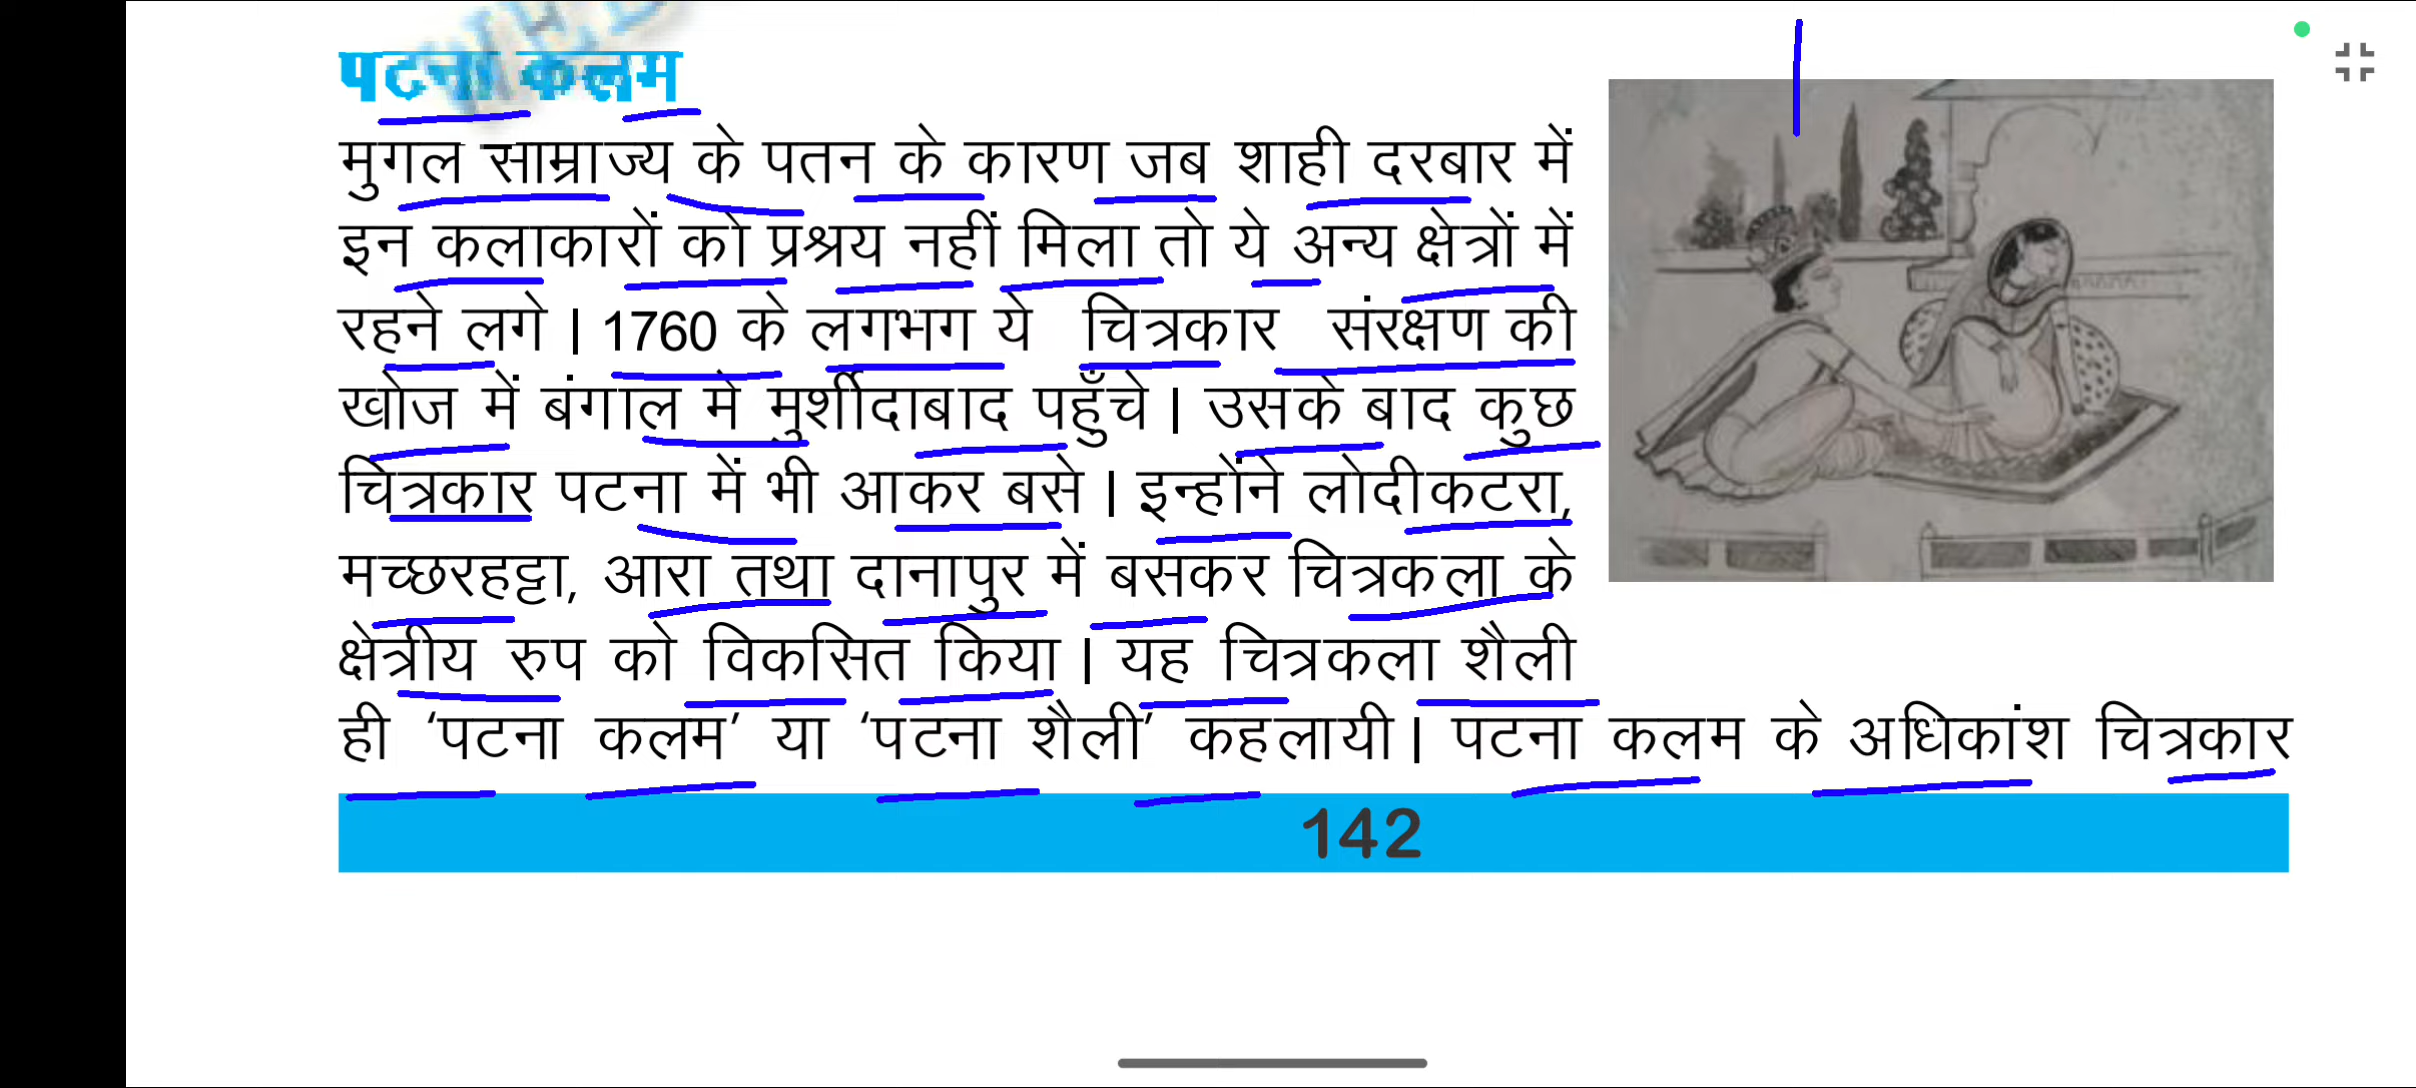 पटना कलम
मुगल साम्राज्य के पतन के कारण जब शाही दरबार में
इन कलाकारों को प्रश्रय नहीं मिला तो ये अन्य क्षेत्रों में
रहने लगे। 1760 के लगभग ये चित्रकार संरक्षण की
खोज में बंगाल मे मुर्शीदाबाद पहुँचे। उसके बाद कुछ
चित्रकार पटना में भी आकर बसे। इन्होंने लोदीकटरा,
मच्छरहट्टा, आरा तथा दानापुर में बसकर चित्रकला के
क्षेत्रीय रुप को विकसित किया। यह चित्रकला शैली
ही ‘पटना कलम’ या ‘पटना शैली’ कहलायी। पटना कलम के अधिकांश चित्रकार
142